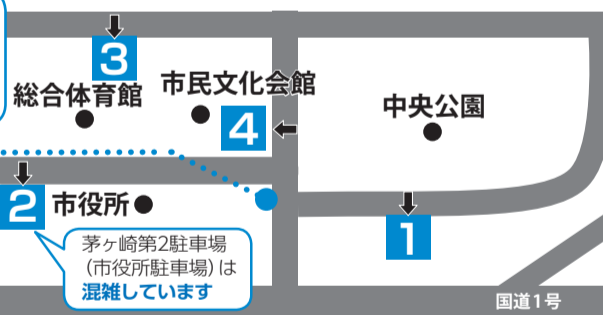 3
総合体育館
市民文化会館
4
中央公園
2
市役所
1
茅ヶ崎第2駐車場
(市役所駐車場)は
混雑しています
国道1号